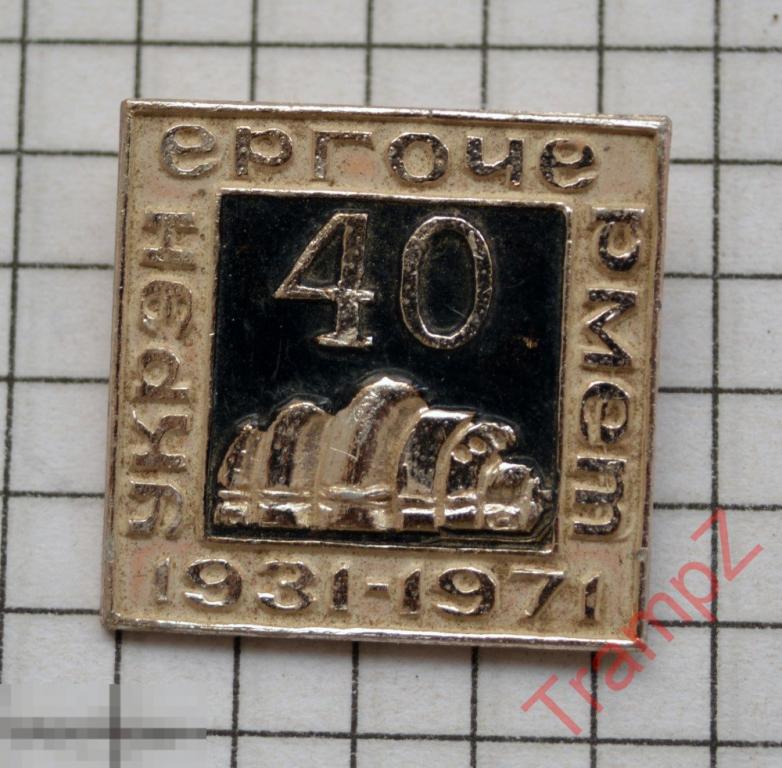 укрэн
ергоче
рмет
40
1931-1971
TrampZ